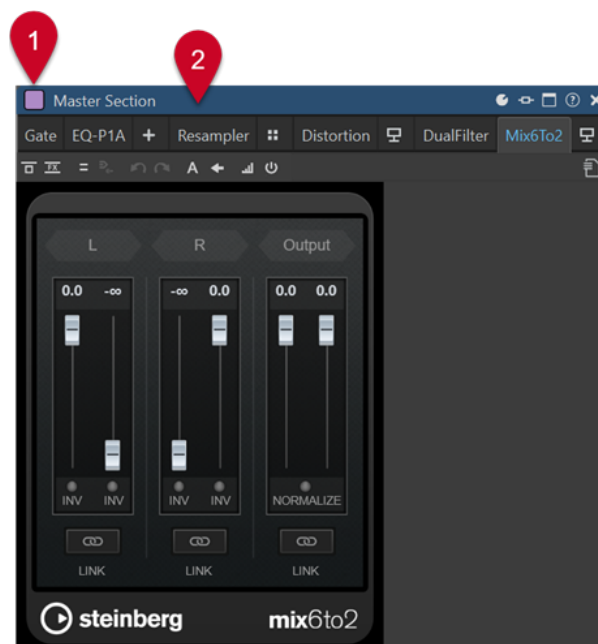 1
2
Master Section
Gate EQ-P1A + Resampler Distortion DualFilter Mix6To2
FX = A
L R Output
0.0 -∞ -∞ 0.0 0.0 0.0
INV INV INV INV NORMALIZE
LINK LINK LINK
steinberg mix6to2